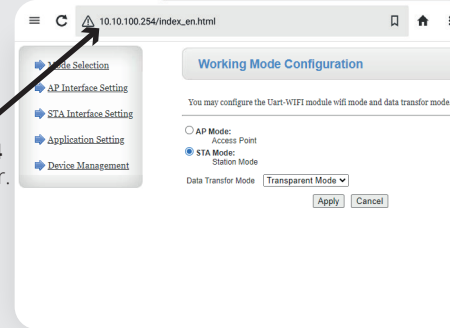 10.10.100.254/index_en.html
Mode Selection
AP Interface Setting
STA Interface Setting
Application Setting
Device Management
Working Mode Configuration
You may configure the Uart-WIFI module wifi mode and data transfor mode.
AP Mode:
Access Point
STA Mode:
Station Mode
Data Transfor Mode Transparent Mode
Apply Cancel